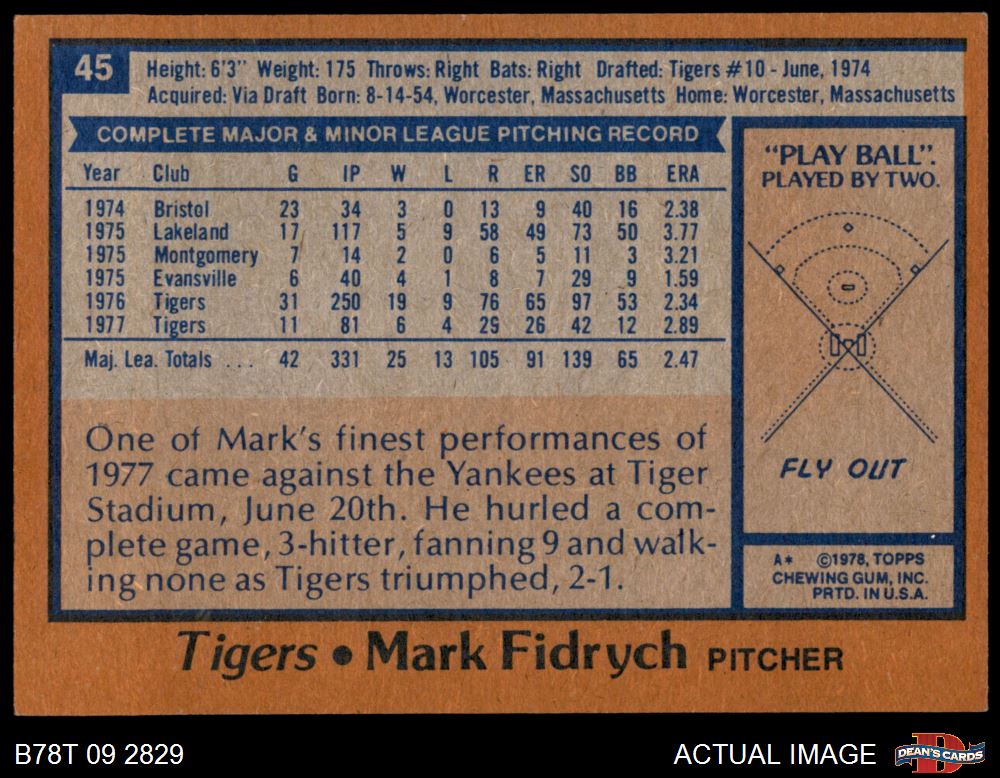 45
Height: 6'3" Weight: 175 Throws: Right Bats: Right Drafted: Tigers #10 - June, 1974
Acquired: Via Draft Born: 8-14-54, Worcester, Massachusetts Home: Worcester, Massachusetts
COMPLETE MAJOR & MINOR LEAGUE PITCHING RECORD
Year Club G IP W L R ER SO BB ERA
1974 Bristol 23 34 3 0 13 9 40 16 2.38
1975 Lakeland 17 117 5 9 58 49 73 50 3.77
1975 Montgomery 7 14 2 0 6 5 11 3 3.21
1975 Evansville 6 40 4 1 8 7 29 9 1.59
1976 Tigers 31 250 19 9 76 65 97 53 2.34
1977 Tigers 11 81 6 4 29 26 42 12 2.89
Maj. Lea. Totals ... 42 331 25 13 105 91 139 65 2.47
One of Mark's finest performances of
1977 came against the Yankees at Tiger
Stadium, June 20th. He hurled a com-
plete game, 3-hitter, fanning 9 and walk-
ing none as Tigers triumphed, 2-1.
"PLAY BALL".
PLAYED BY TWO.
FLY OUT
A* ©1978, TOPPS
CHEWING GUM, INC.
PRTD. IN U.S.A.
Tigers • Mark Fidrych PITCHER
B78T 09 2829
ACTUAL IMAGE
DEAN'S CARDS